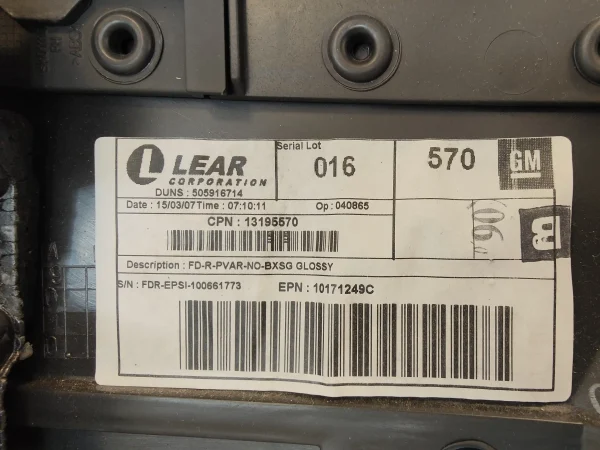 LEAR
CORPORATION
DUNS : 505916714
Serial Lot
016
570
GM
Date : 15/03/07 Time : 07:10:11 Op : 040865
CPN : 13195570
Description : FD-R-PVAR-NO-BXSG GLOSSY
S/N : FDR-EPSI-100661773 EPN : 10171249C